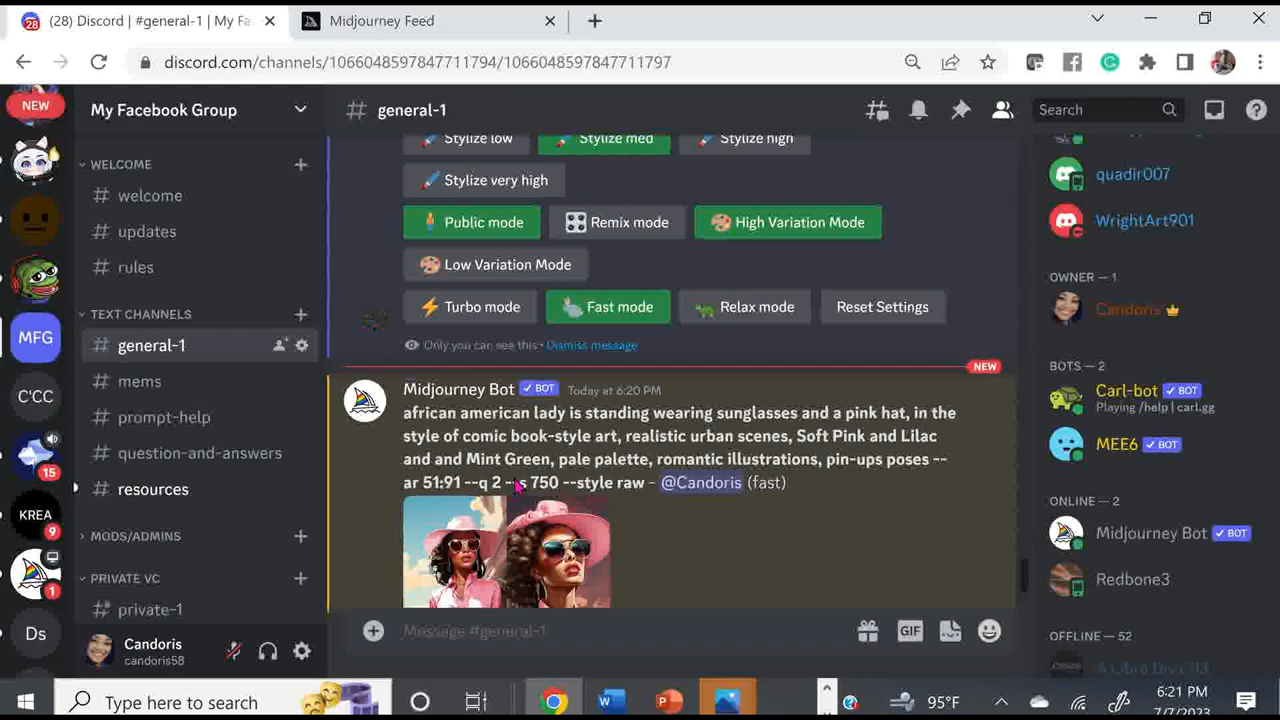 (28) Discord | #general-1 | My Fa
Midjourney Feed
discord.com/channels/1066048597847711794/1066048597847711797
NEW
MFG
C'CC
15
KREA
9
1
Ds
My Facebook Group
WELCOME
# welcome
# updates
# rules
TEXT CHANNELS
# general-1
# mems
# prompt-help
# question-and-answers
# resources
MODS/ADMINS
PRIVATE VC
# private-1
Candoris
candoris58
# general-1
Search
Stylize low
Stylize med
Stylize high
Stylize very high
Public mode
Remix mode
High Variation Mode
Low Variation Mode
Turbo mode
Fast mode
Relax mode
Reset Settings
Only you can see this • Dismiss message
NEW
Midjourney Bot ✓ BOT Today at 6:20 PM
african american lady is standing wearing sunglasses and a pink hat, in the
style of comic book-style art, realistic urban scenes, Soft Pink and Lilac
and and Mint Green, pale palette, romantic illustrations, pin-ups poses --
ar 51:91 --q 2 --s 750 --style raw - @Candoris (fast)
Message #general-1
GIF
quadir007
WrightArt901
OWNER — 1
Candoris
BOTS — 2
Carl-bot ✓ BOT
Playing /help | carl.gg
MEE6 ✓ BOT
ONLINE — 2
Midjourney Bot ✓ BOT
Redbone3
OFFLINE — 52
Type here to search
95°F
6:21 PM
7/7/2023